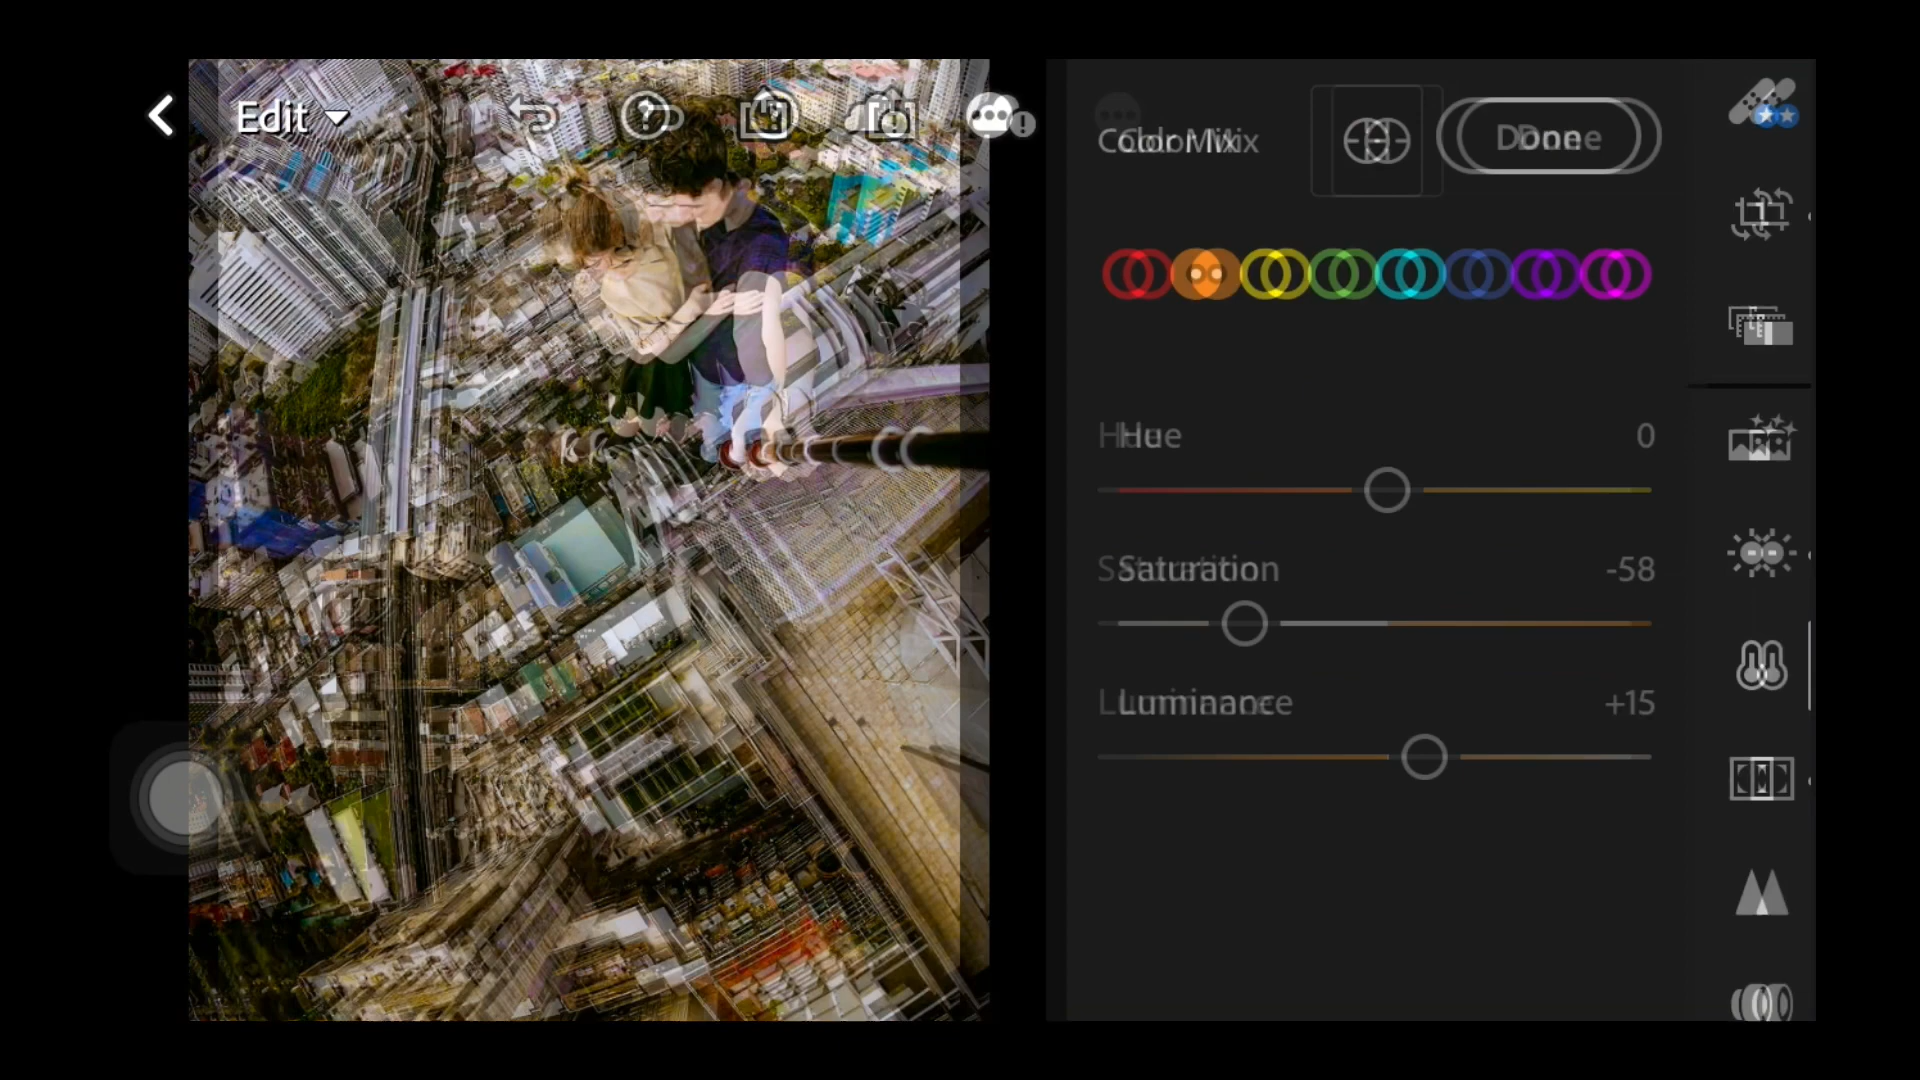 Edit
Color Mix
Done
Hue 0
Saturation -58
Luminance +15